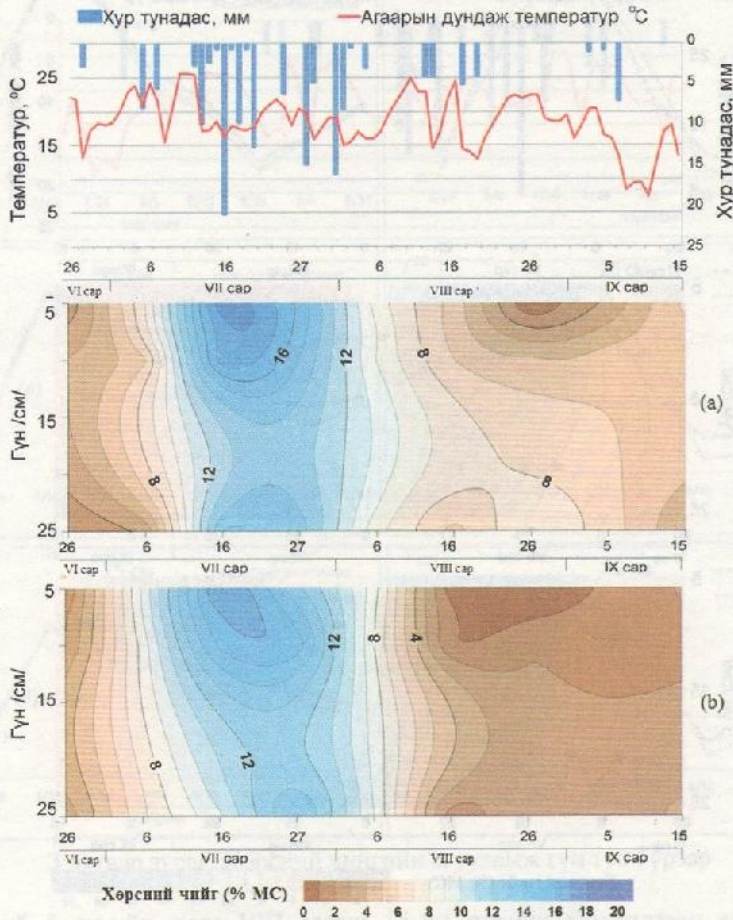 Хур тунадас, мм Агаарын дундаж температур °C
Температур, °C
25
15
5
0
5
10
15
20
25
Хур тунадас, мм
26 6 16 27 6 16 26 5 15
VI сар VII сар VIII сар IX сар
Гүн /см/
5
15
25
16
12
8
8
12
8
(a)
26 6 16 27 6 16 26 5 15
VI сар VII сар VIII сар IX сар
Гүн /см/
5
15
25
12
8
4
8
12
(b)
26 6 16 27 6 16 26 5 15
VI сар VII сар VIII сар IX сар
Хөрсний чийг (% МС)
0 2 4 6 8 10 12 14 16 18 20